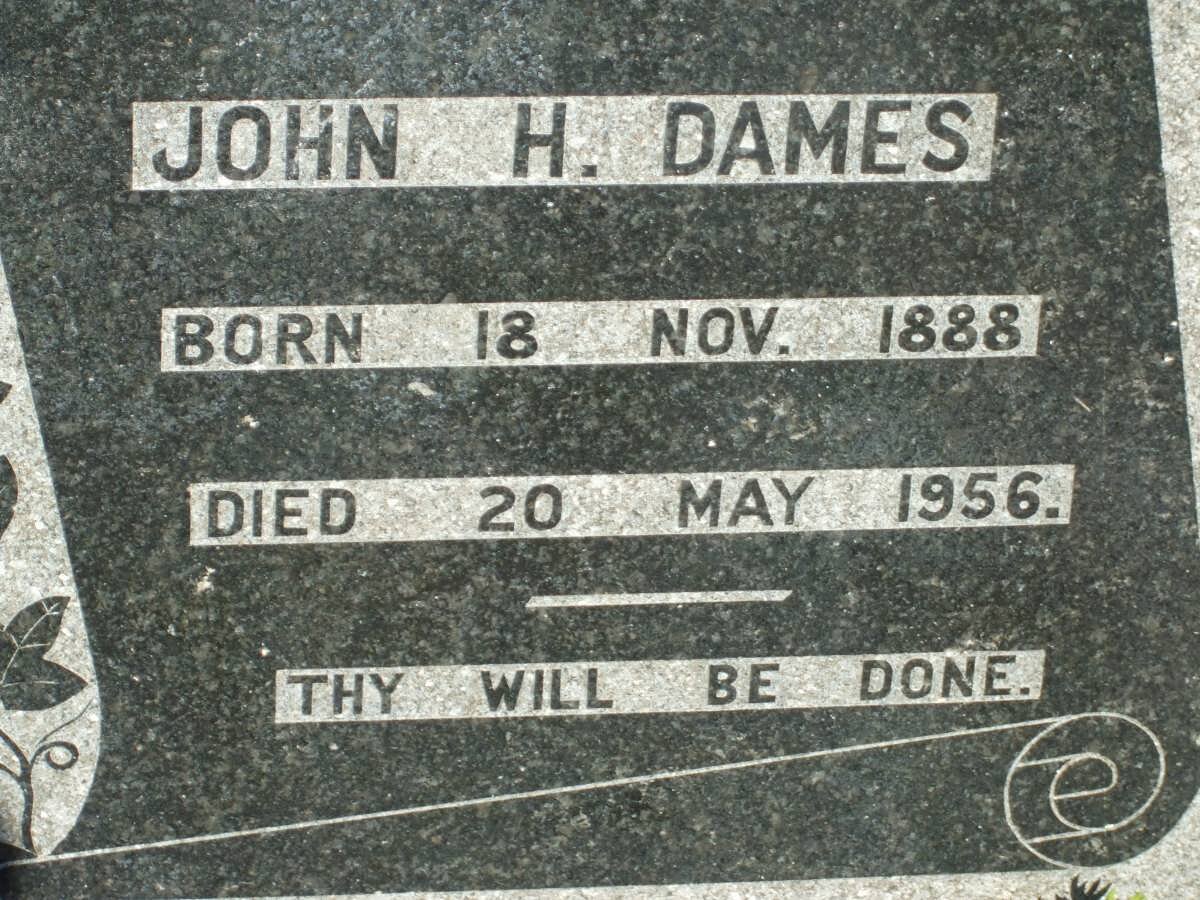 JOHN H. DAMES
BORN 18 NOV. 1888
DIED 20 MAY 1956.
THY WILL BE DONE.